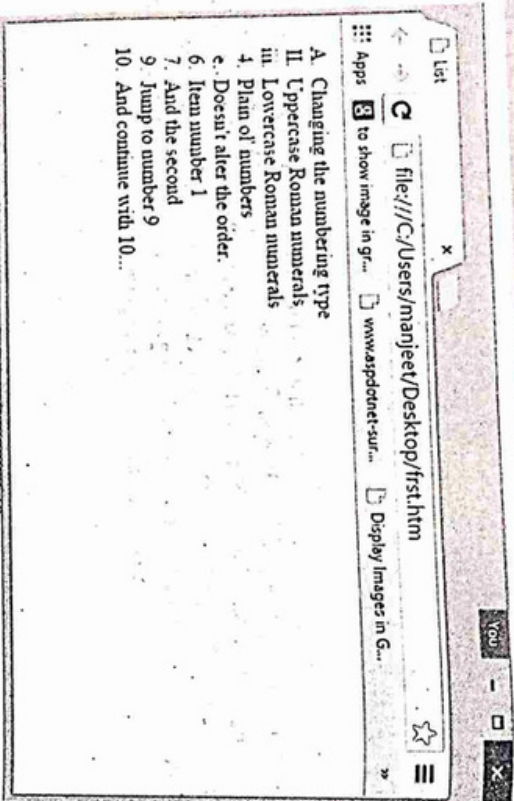 You
List
file:///C:/Users/manjeet/Desktop/frst.htm
Apps 8 to show image in gr... www.aspdotnet-sur... Display Images in G... »
A. Changing the numbering type
II. Uppercase Roman numerals
iii. Lowercase Roman numerals
4. Plain ol' numbers
e. Doesn't alter the order.
6. Item number 1
7. And the second
9. Jump to number 9
10. And continue with 10...